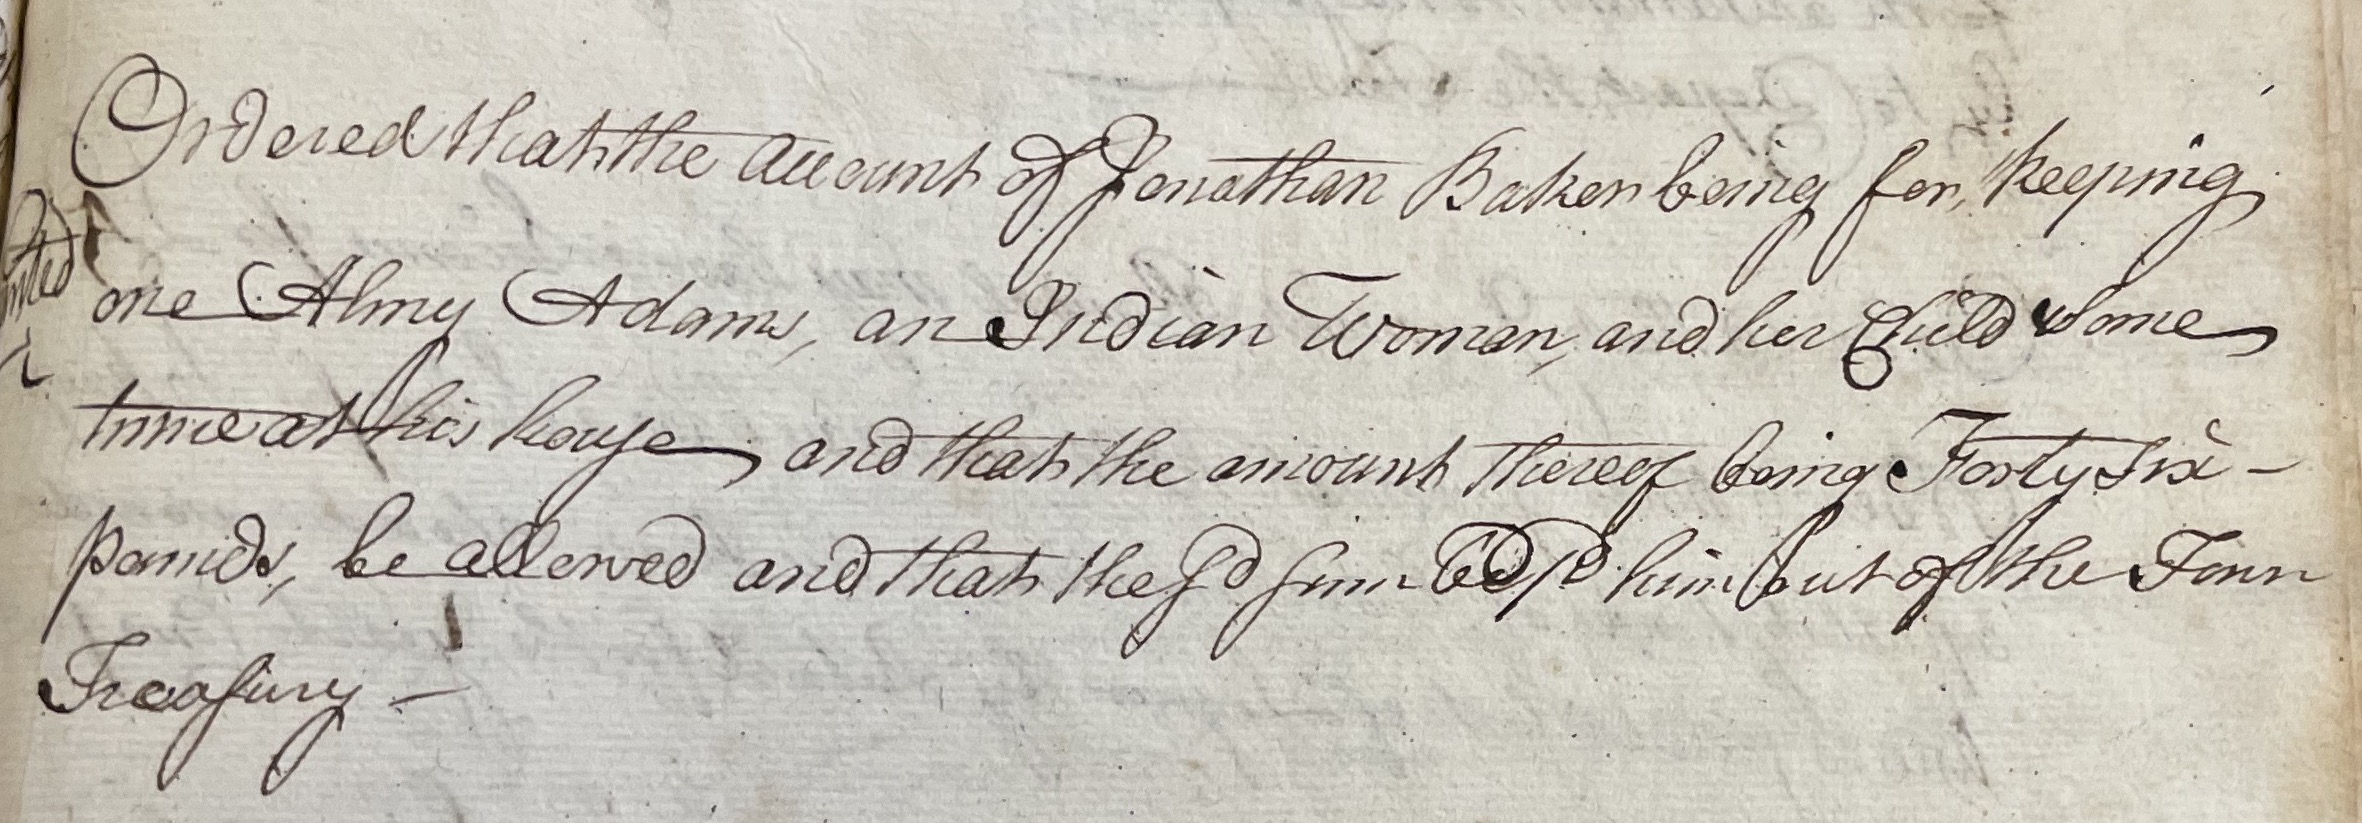 Ordered that the Account of Jonathan Baker being for, keeping
one Almy Adams, an Indian Woman, and her Child Some
time at his house, and that the amount thereof being Forty six -
pounds, be allowed and that the sd sum be pd. him out of the Town
Treasury -